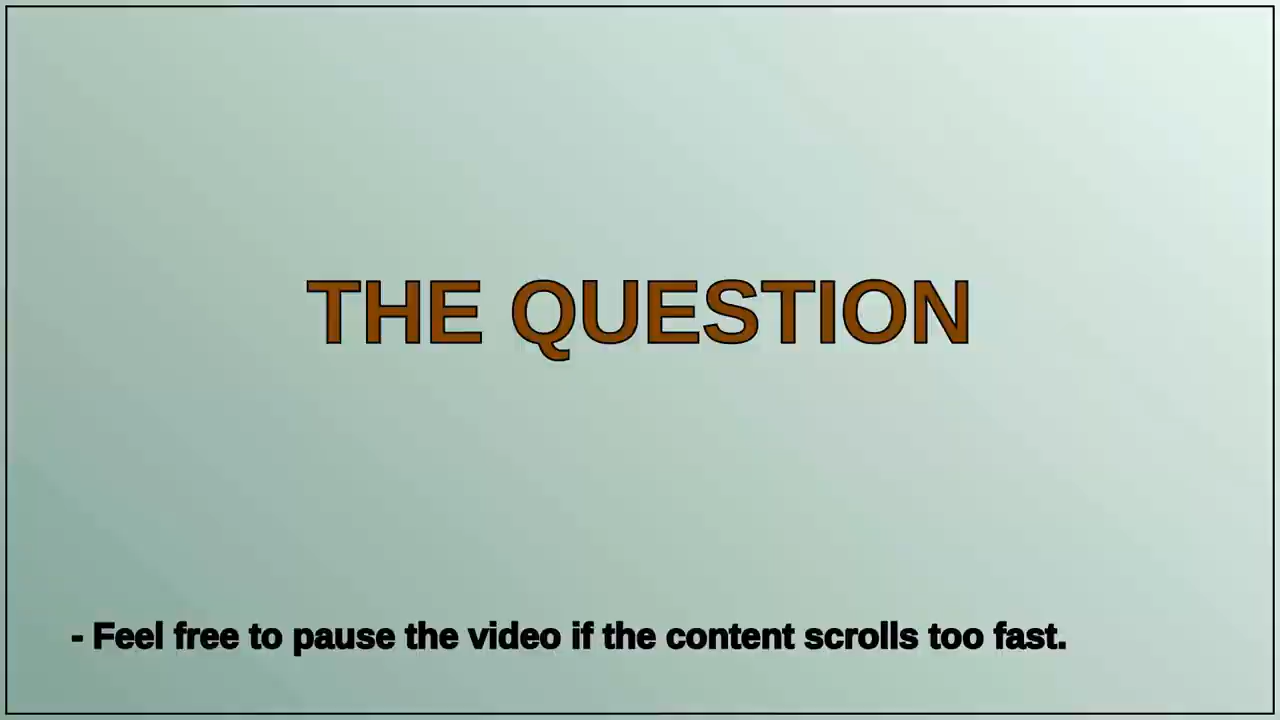 THE QUESTION
- Feel free to pause the video if the content scrolls too fast.